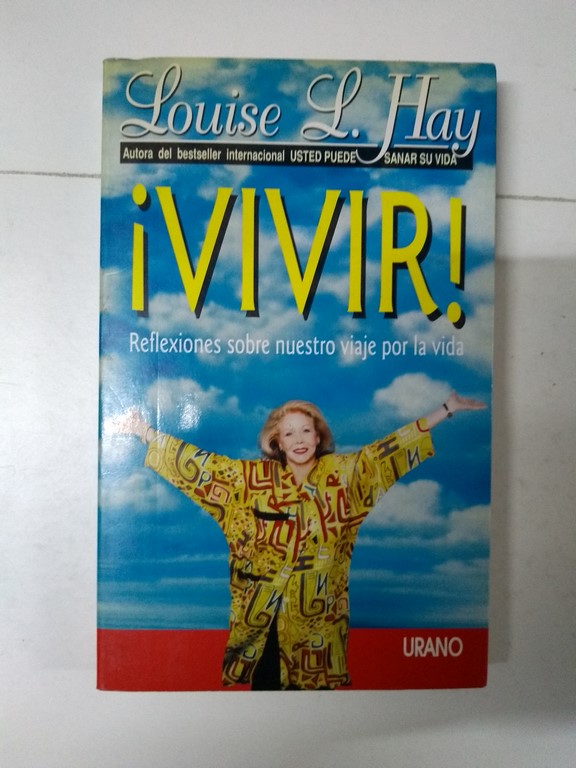 Louise L. Hay
Autora del bestseller internacional USTED PUEDE SANAR SU VIDA
¡VIVIR!
Reflexiones sobre nuestro viaje por la vida
URANO